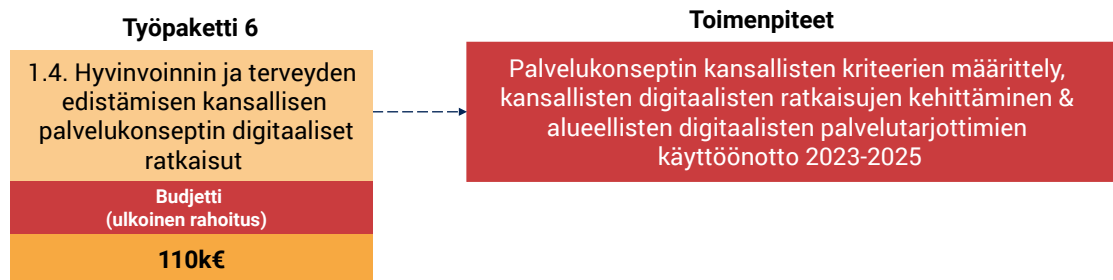 Työpaketti 6
1.4. Hyvinvoinnin ja terveyden
edistämisen kansallisen
palvelukonseptin digitaaliset
ratkaisut
Budjetti
(ulkoinen rahoitus)
110k€
Toimenpiteet
Palvelukonseptin kansallisten kriteerien määrittely,
kansallisten digitaalisten ratkaisujen kehittäminen &
alueellisten digitaalisten palvelutarjottimien
käyttöönotto 2023-2025